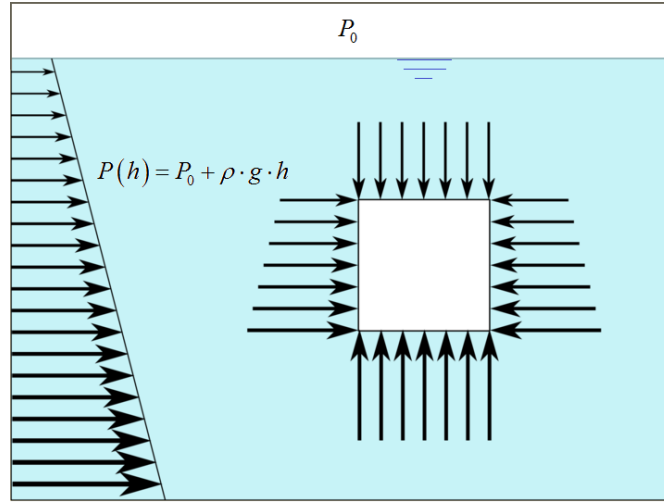 P₀
P(h) = P₀ + ρ · g · h